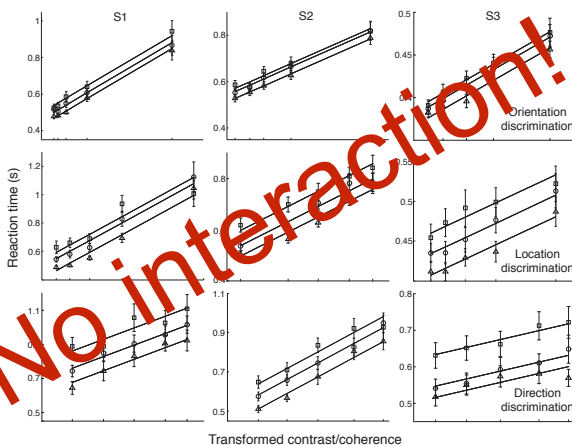 S1 S2 S3
1
0.8
0.6
0.4
0.8
0.6
0.4
0.5
0.45
Orientation
discrimination
Reaction time (s)
1.2
1.0
0.8
0.6
0.8
0.5
0.45
Location
discrimination
1.1
0.7
0.5
1.1
0.9
0.7
0.5
0.8
0.7
0.6
0.5
Direction
discrimination
Transformed contrast/coherence
No interaction!